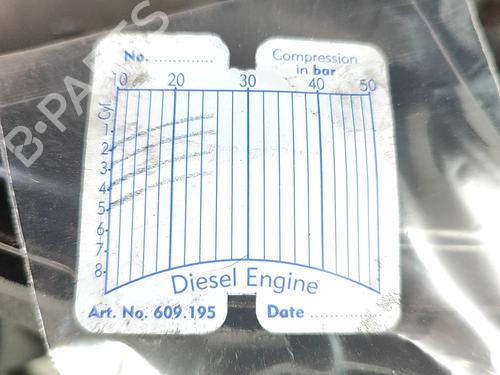 No. ..............
Compression
in bar
10 20 30 40 50
Cyl.
1
2
3
4
5
6
7
8
Diesel Engine
Art. No. 609.195
Date .................
B-PARTS